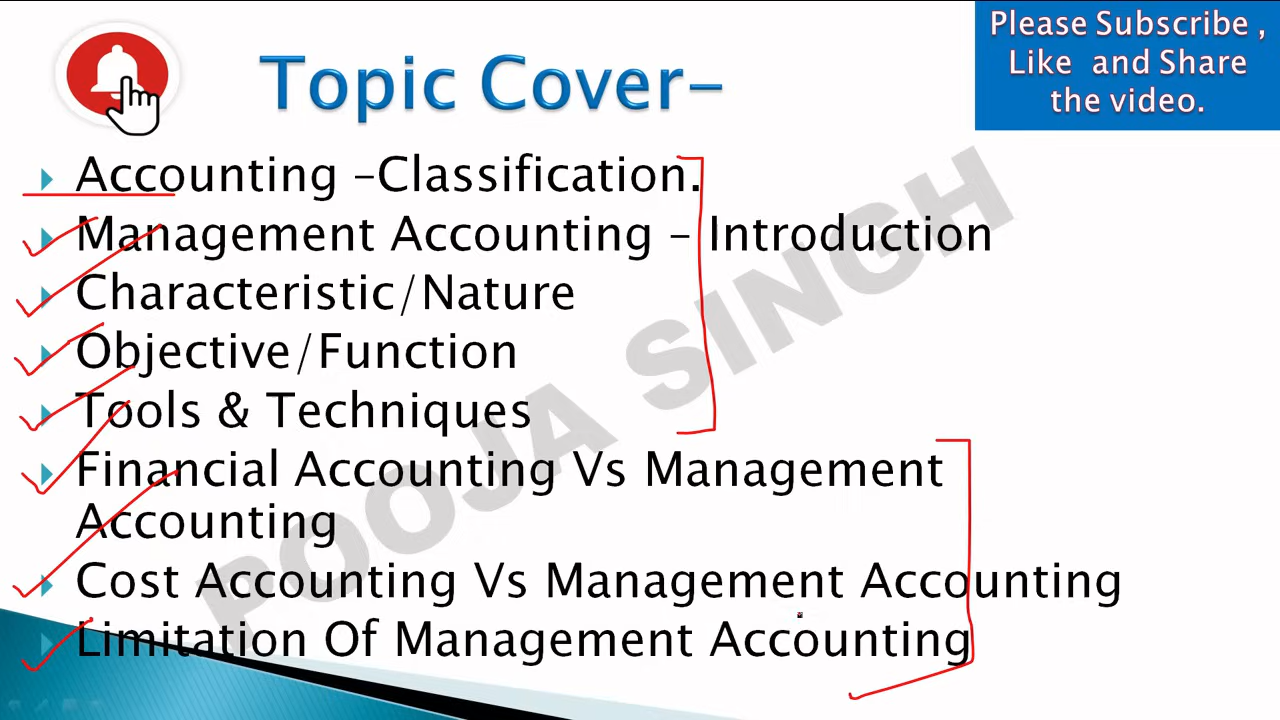 Please Subscribe ,
Like and Share
the video.
Topic Cover-
Accounting -Classification.
Management Accounting - Introduction
Characteristic/Nature
Objective/Function
Tools & Techniques
Financial Accounting Vs Management
Accounting
Cost Accounting Vs Management Accounting
Limitation Of Management Accounting
POOJA SINGH